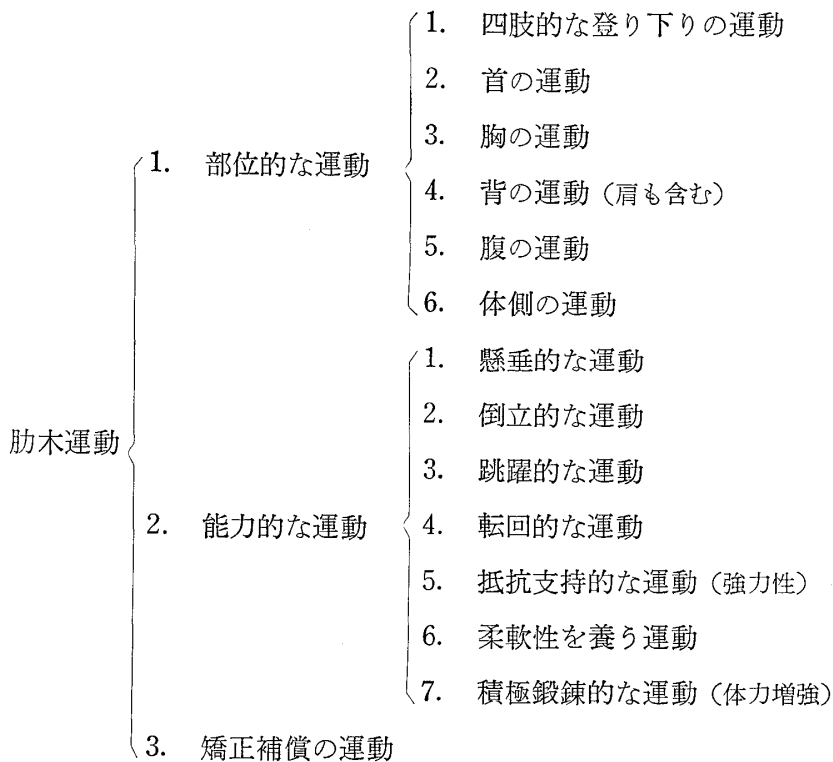 肋木運動
1. 部位的な運動
1. 四肢的な登り下りの運動
2. 首の運動
3. 胸の運動
4. 背の運動（肩も含む）
5. 腹の運動
6. 体側の運動
2. 能力的な運動
1. 懸垂的な運動
2. 倒立的な運動
3. 跳躍的な運動
4. 転回的な運動
5. 抵抗支持的な運動（強力性）
6. 柔軟性を養う運動
7. 積極鍛錬的な運動（体力増強）
3. 矯正補償の運動